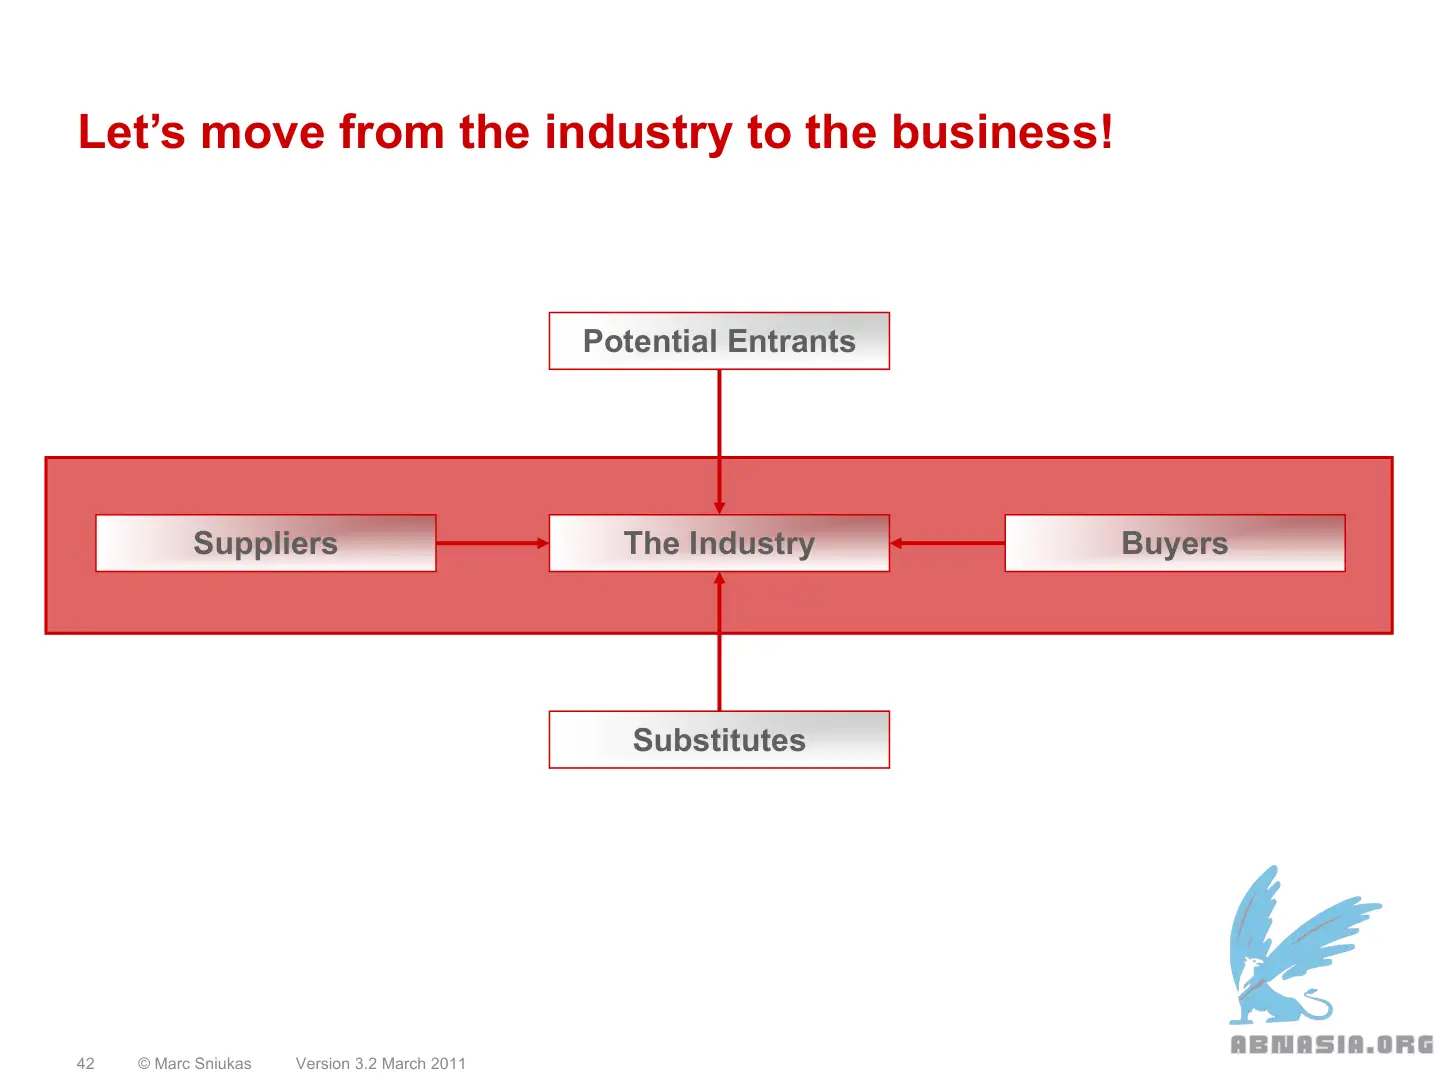 Let’s move from the industry to the business!
Potential Entrants
Suppliers
The Industry
Buyers
Substitutes
ABNASIA.ORG
42
© Marc Sniukas
Version 3.2 March 2011